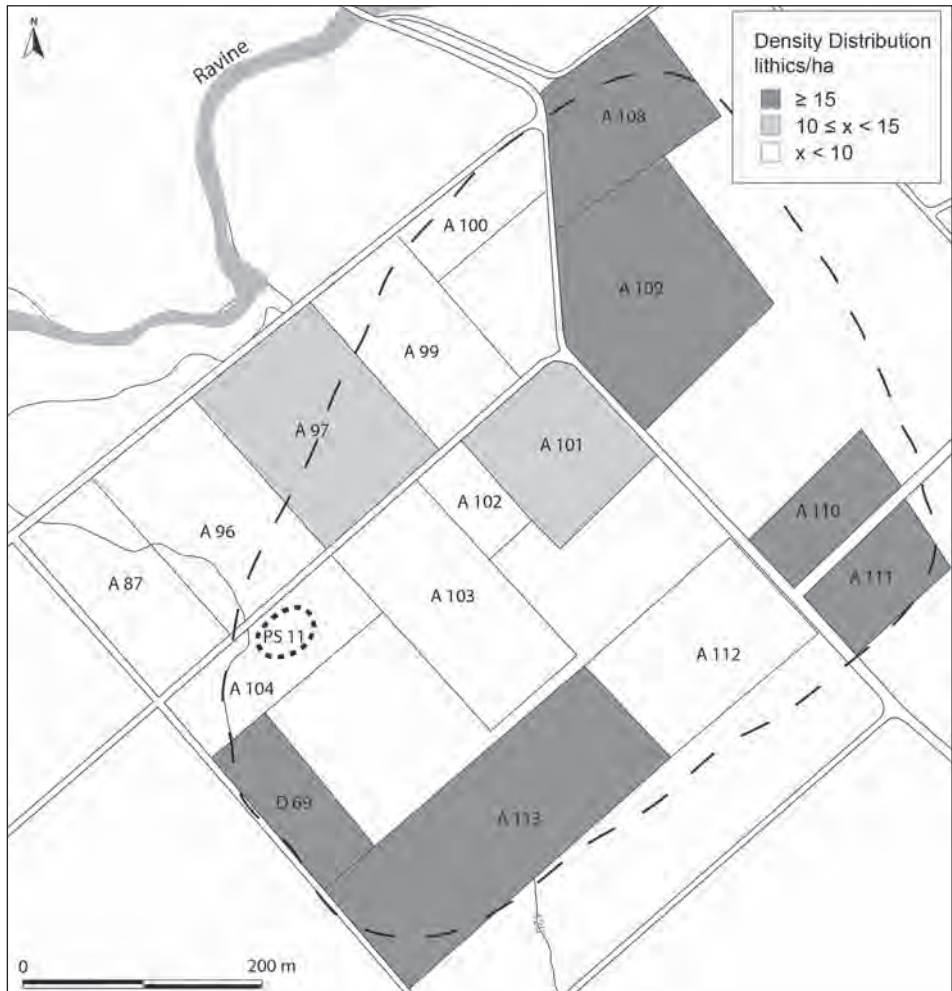 N
Ravine
Density Distribution
lithics/ha
≥ 15
10 ≤ x < 15
x < 10
A 108
A 100
A 109
A 99
A 97
A 101
A 102
A 110
A 96
A 111
A 87
A 103
PS 11
A 112
A 104
D 69
A 113
0 200 m